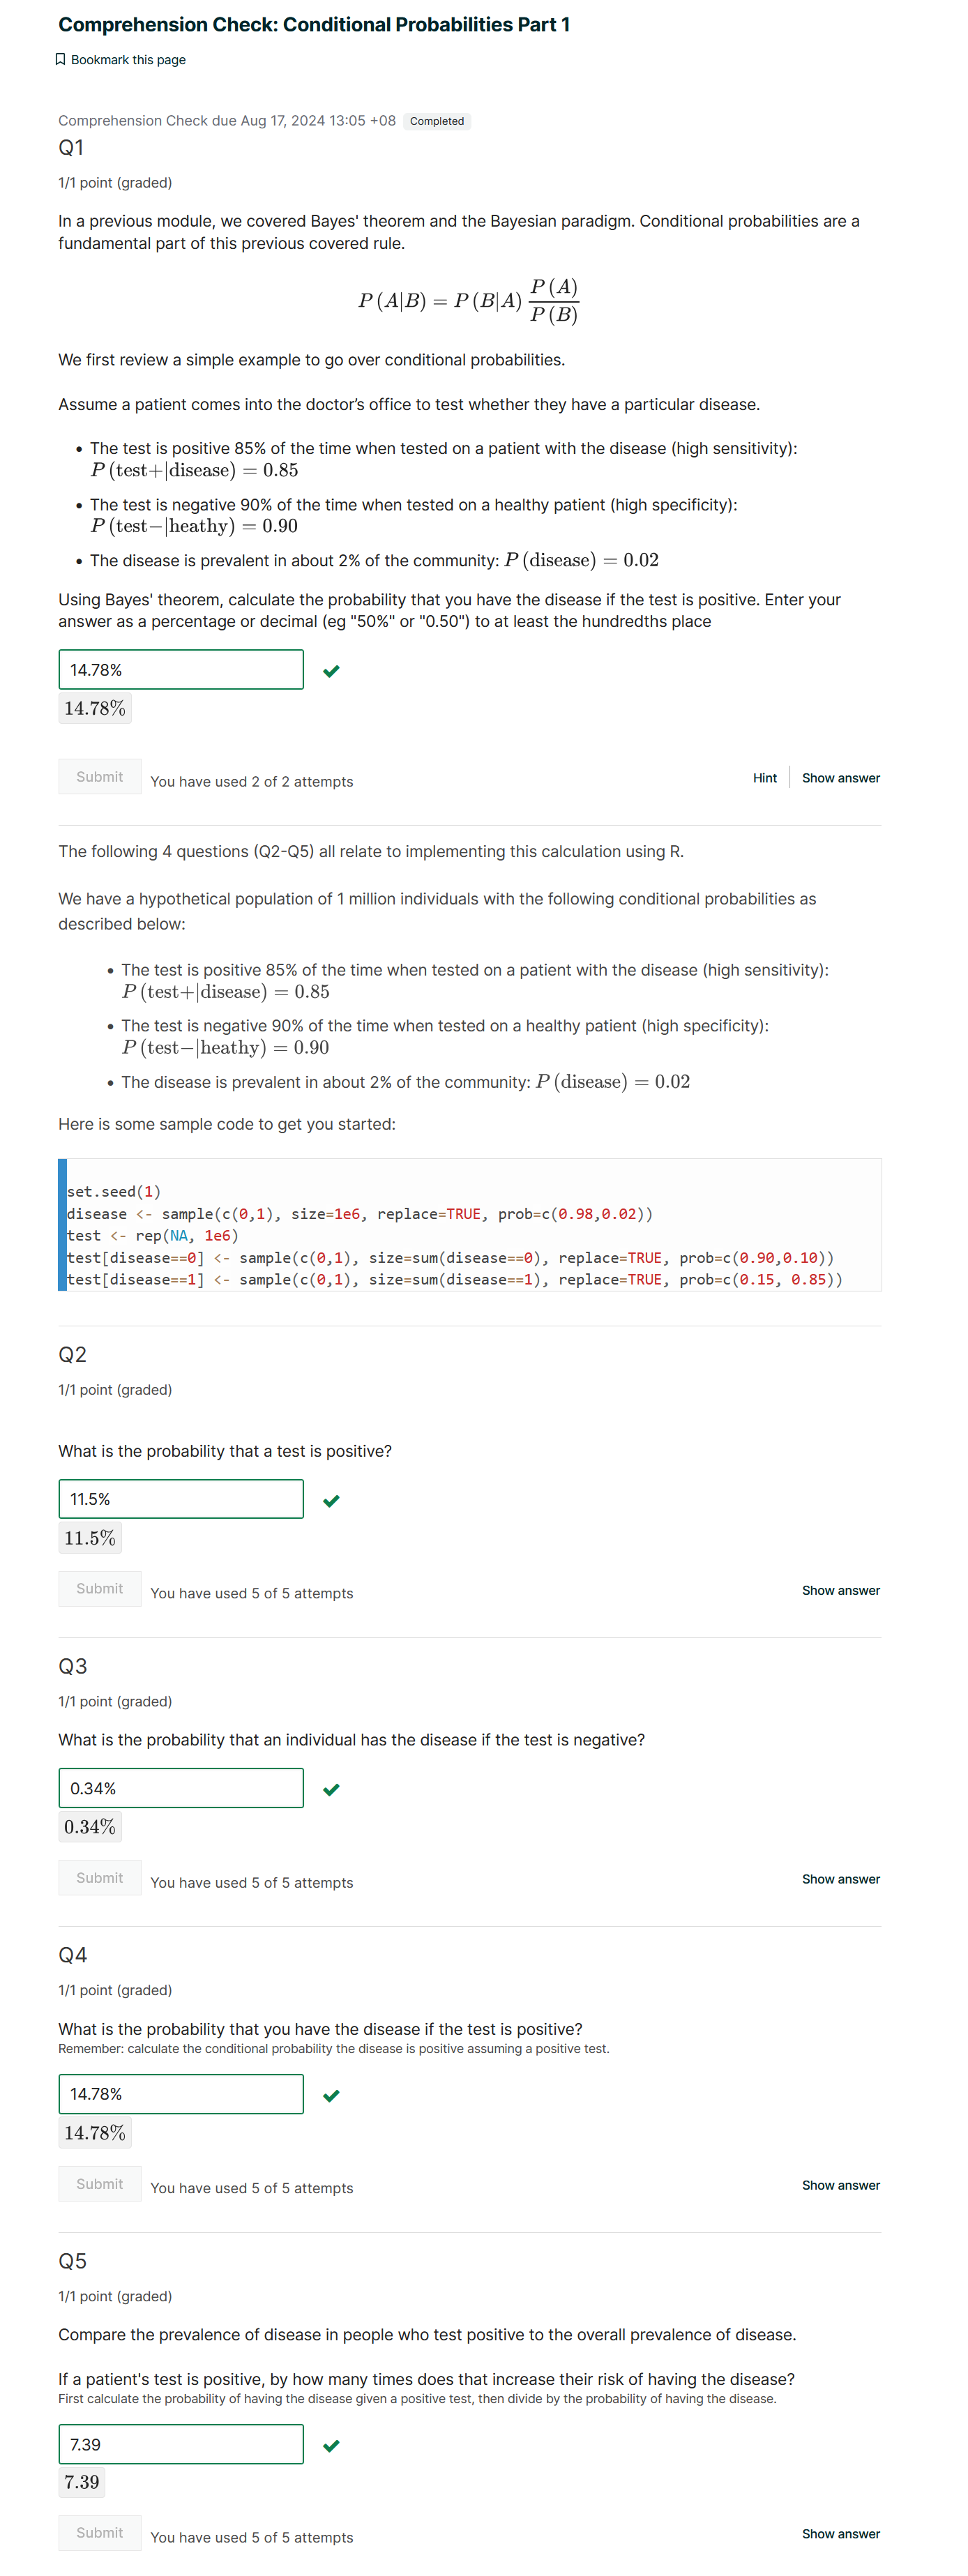 Comprehension Check: Conditional Probabilities Part 1
Bookmark this page
Comprehension Check due Aug 17, 2024 13:05 +08 Completed
Q1
1/1 point (graded)
In a previous module, we covered Bayes' theorem and the Bayesian paradigm. Conditional probabilities are a
fundamental part of this previous covered rule.
P (A|B) = P (B|A) P (A) / P (B)
We first review a simple example to go over conditional probabilities.
Assume a patient comes into the doctor’s office to test whether they have a particular disease.
• The test is positive 85% of the time when tested on a patient with the disease (high sensitivity):
P (test+|disease) = 0.85
• The test is negative 90% of the time when tested on a healthy patient (high specificity):
P (test−|heathy) = 0.90
• The disease is prevalent in about 2% of the community: P (disease) = 0.02
Using Bayes' theorem, calculate the probability that you have the disease if the test is positive. Enter your
answer as a percentage or decimal (eg "50%" or "0.50") to at least the hundredths place
14.78%
14.78%
Submit You have used 2 of 2 attempts Hint Show answer
The following 4 questions (Q2-Q5) all relate to implementing this calculation using R.
We have a hypothetical population of 1 million individuals with the following conditional probabilities as
described below:
• The test is positive 85% of the time when tested on a patient with the disease (high sensitivity):
P (test+|disease) = 0.85
• The test is negative 90% of the time when tested on a healthy patient (high specificity):
P (test−|heathy) = 0.90
• The disease is prevalent in about 2% of the community: P (disease) = 0.02
Here is some sample code to get you started:
set.seed(1)
disease <- sample(c(0,1), size=1e6, replace=TRUE, prob=c(0.98,0.02))
test <- rep(NA, 1e6)
test[disease==0] <- sample(c(0,1), size=sum(disease==0), replace=TRUE, prob=c(0.90,0.10))
test[disease==1] <- sample(c(0,1), size=sum(disease==1), replace=TRUE, prob=c(0.15, 0.85))
Q2
1/1 point (graded)
What is the probability that a test is positive?
11.5%
11.5%
Submit You have used 5 of 5 attempts Show answer
Q3
1/1 point (graded)
What is the probability that an individual has the disease if the test is negative?
0.34%
0.34%
Submit You have used 5 of 5 attempts Show answer
Q4
1/1 point (graded)
What is the probability that you have the disease if the test is positive?
Remember: calculate the conditional probability the disease is positive assuming a positive test.
14.78%
14.78%
Submit You have used 5 of 5 attempts Show answer
Q5
1/1 point (graded)
Compare the prevalence of disease in people who test positive to the overall prevalence of disease.
If a patient's test is positive, by how many times does that increase their risk of having the disease?
First calculate the probability of having the disease given a positive test, then divide by the probability of having the disease.
7.39
7.39
Submit You have used 5 of 5 attempts Show answer